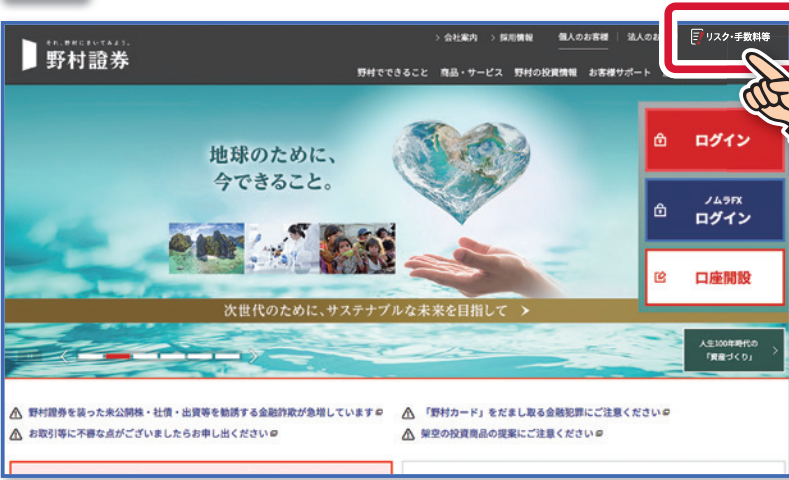 それ、野村にきいてみよう。
野村證券
> 会社案内 > 採用情報 個人のお客様 | 法人のお
リスク・手数料等
野村でできること 商品・サービス 野村の投資情報 お客様サポート
地球のために、
今できること。
次世代のために、サステナブルな未来を目指して >
ログイン
ノムラFX
ログイン
口座開設
人生100年時代の
「資産づくり」
野村證券を装った未公開株・社債・出資等を勧誘する金融詐欺が急増しています
「野村カード」をだまし取る金融犯罪にご注意ください
お取引等に不審な点がございましたらお申し出ください
架空の投資商品の提案にご注意ください